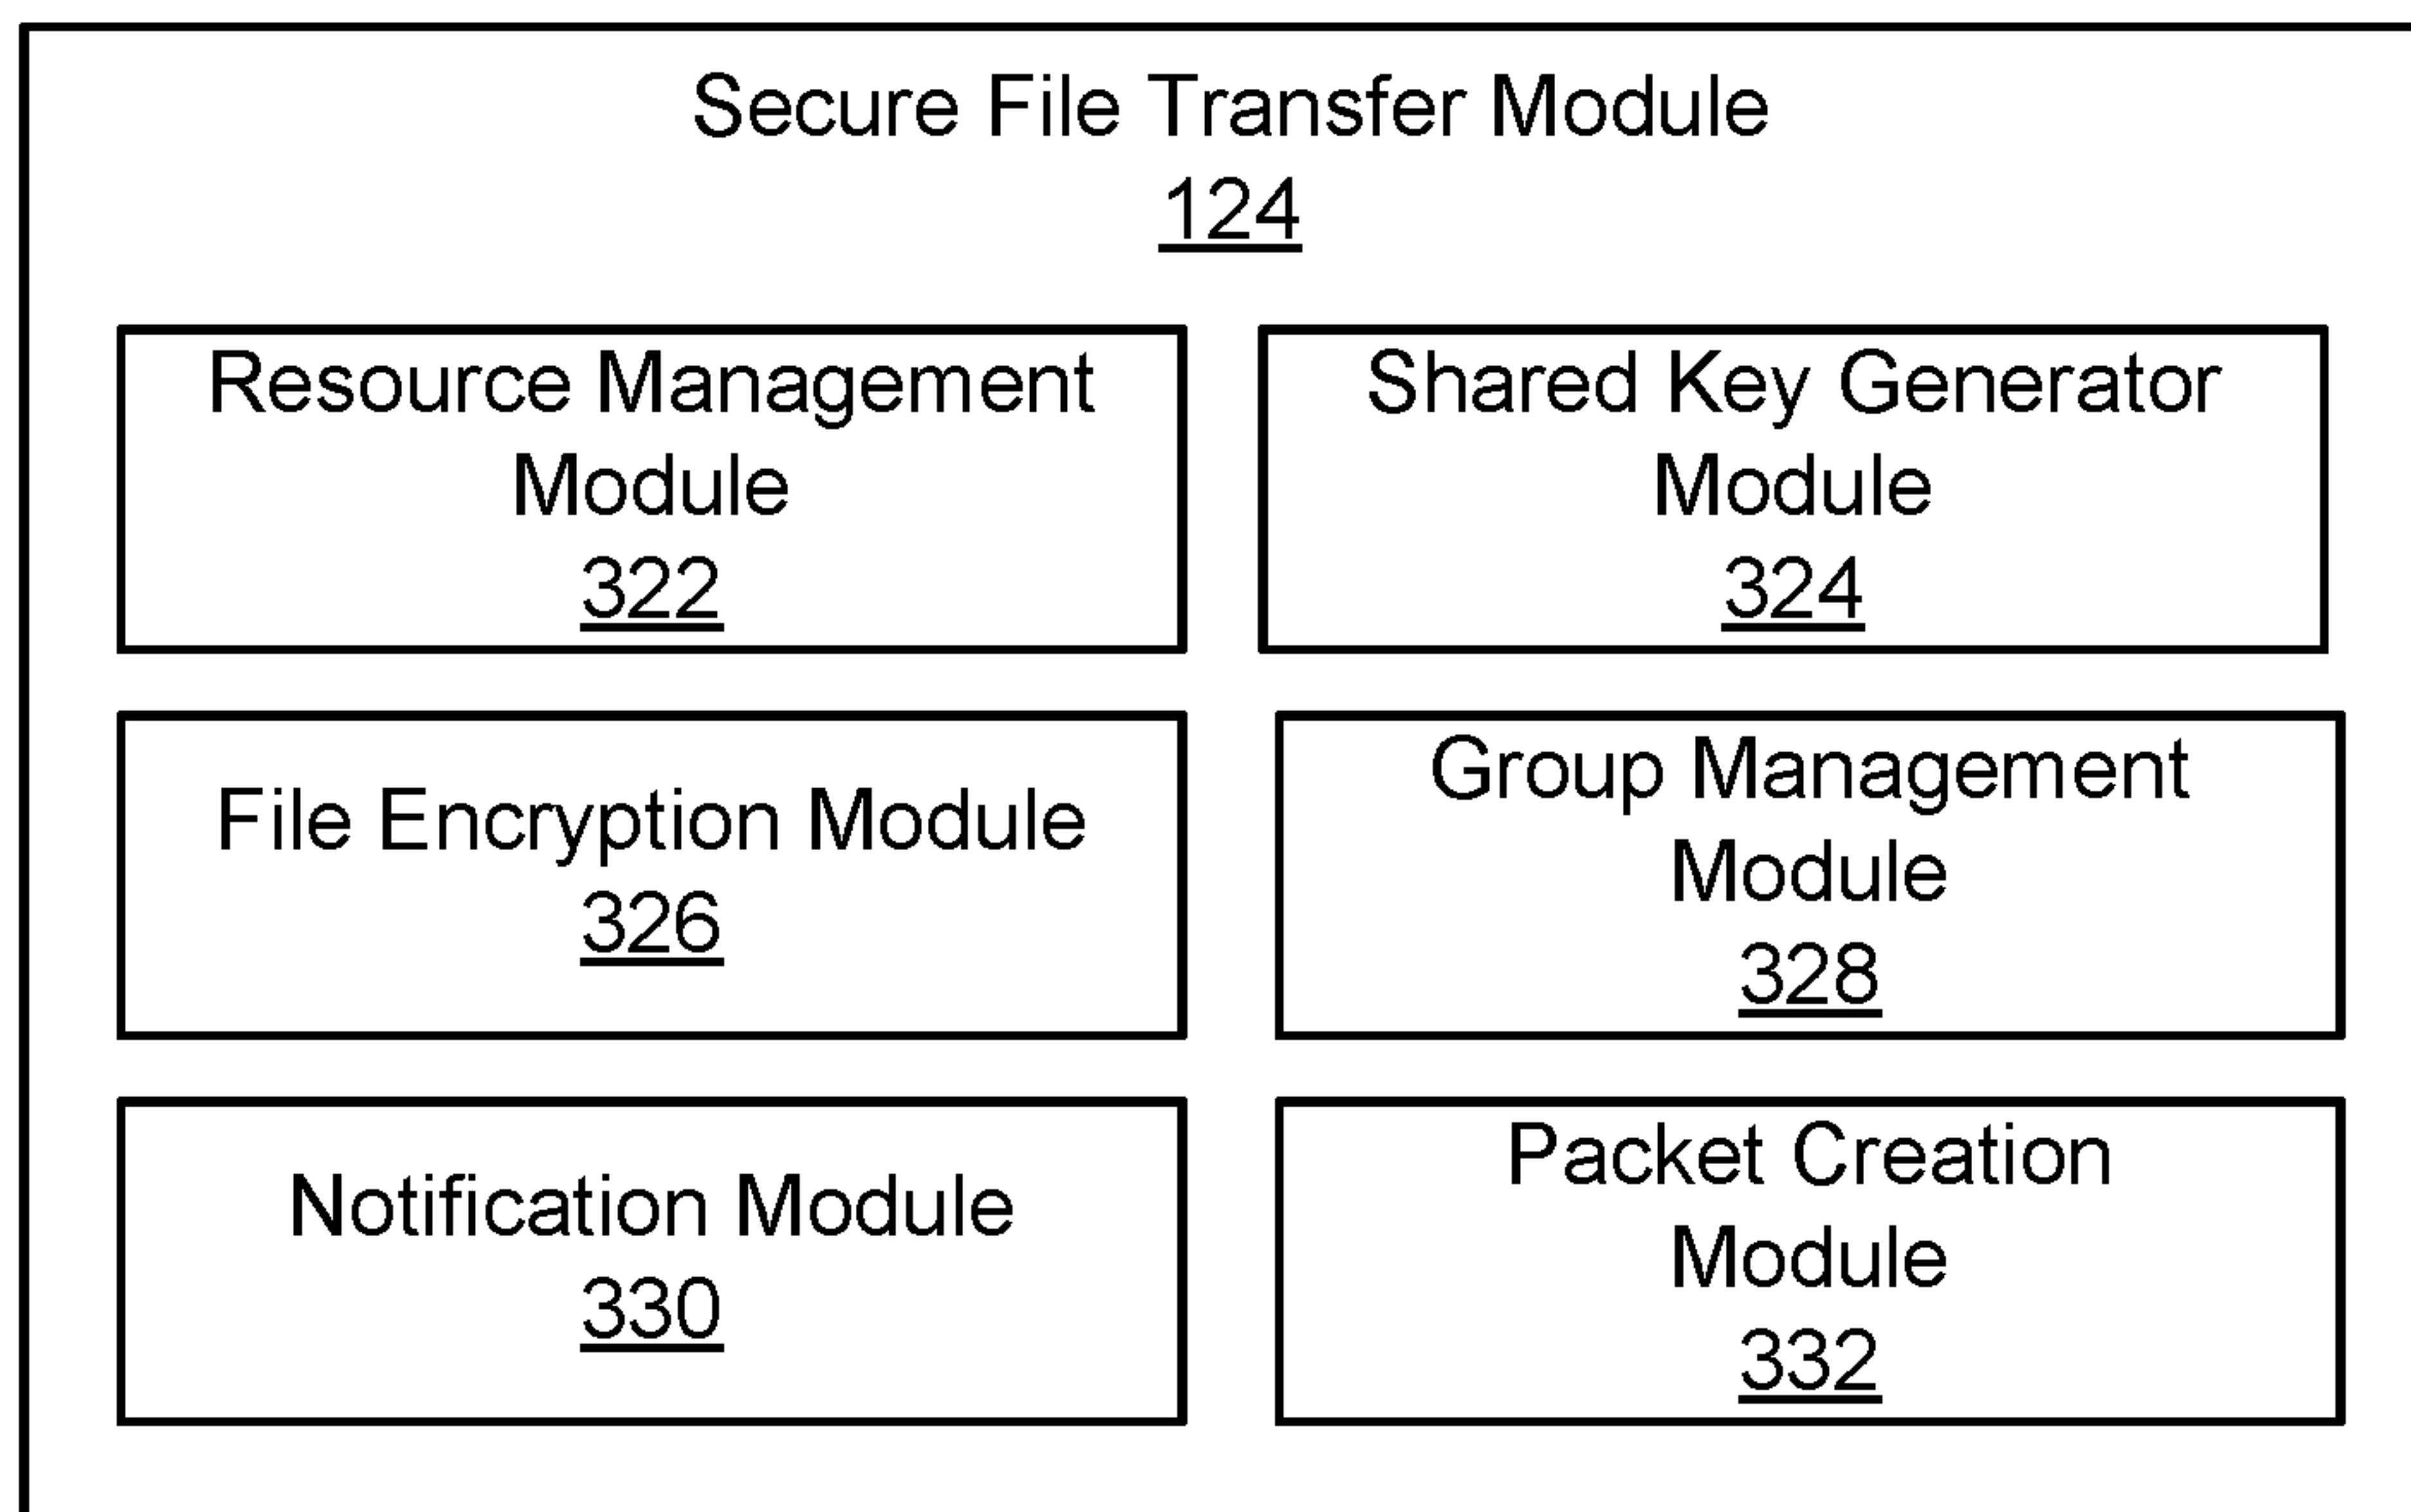 Secure File Transfer Module
124
Resource Management
Module
322
Shared Key Generator
Module
324
File Encryption Module
326
Group Management
Module
328
Notification Module
330
Packet Creation
Module
332